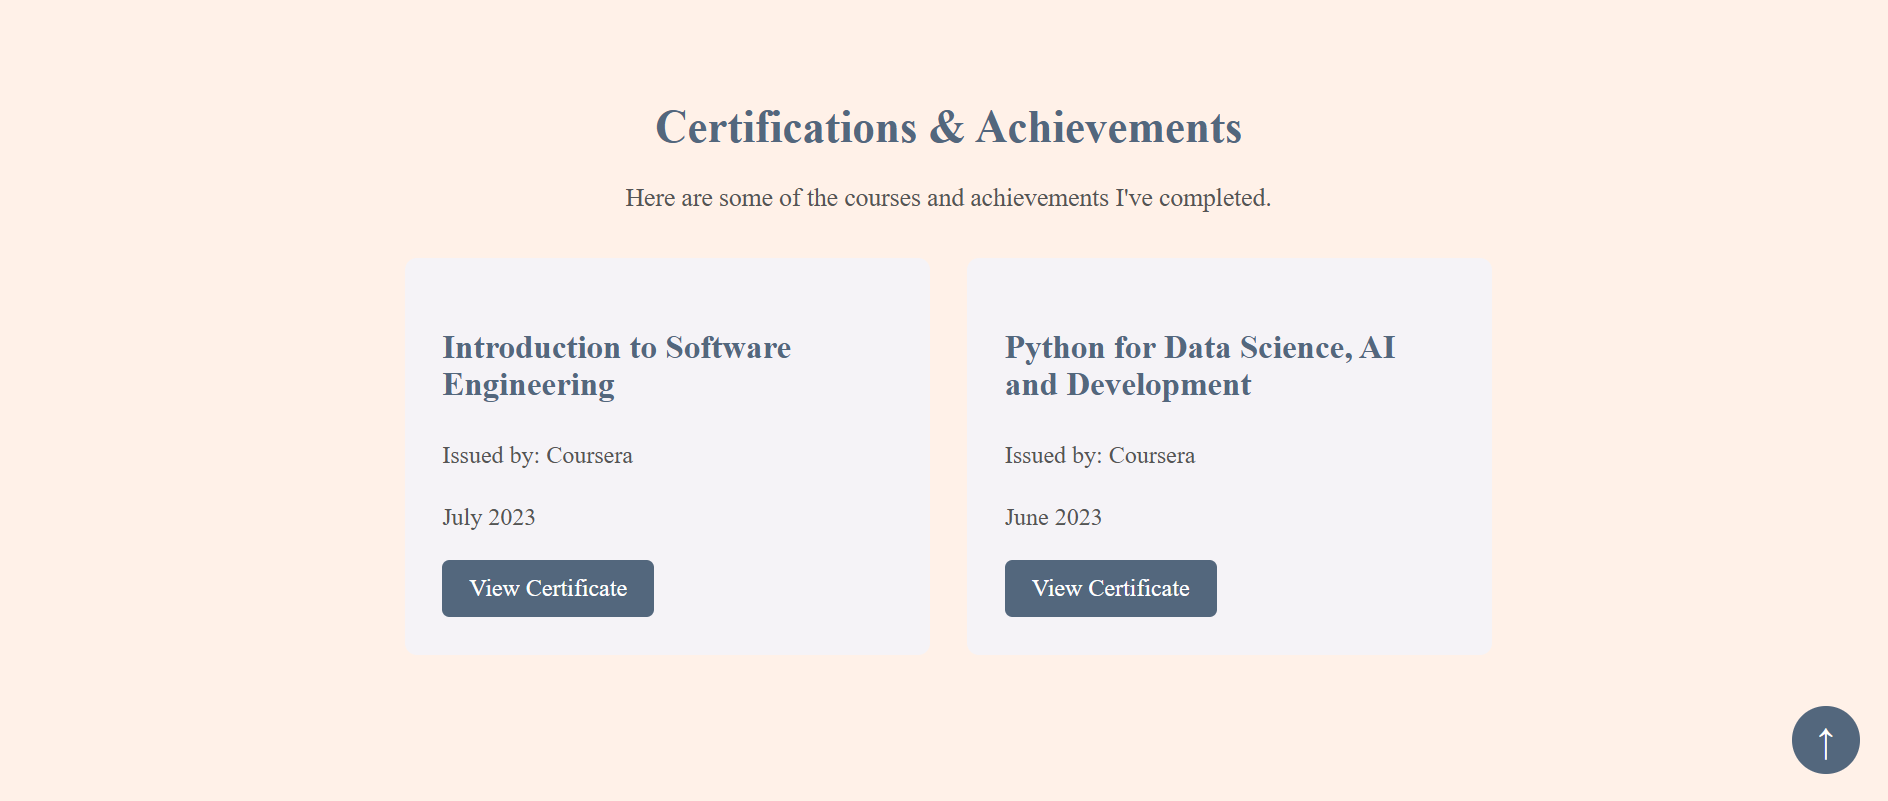 Certifications & Achievements
Here are some of the courses and achievements I've completed.
Introduction to Software
Engineering
Issued by: Coursera
July 2023
View Certificate
Python for Data Science, AI
and Development
Issued by: Coursera
June 2023
View Certificate
↑